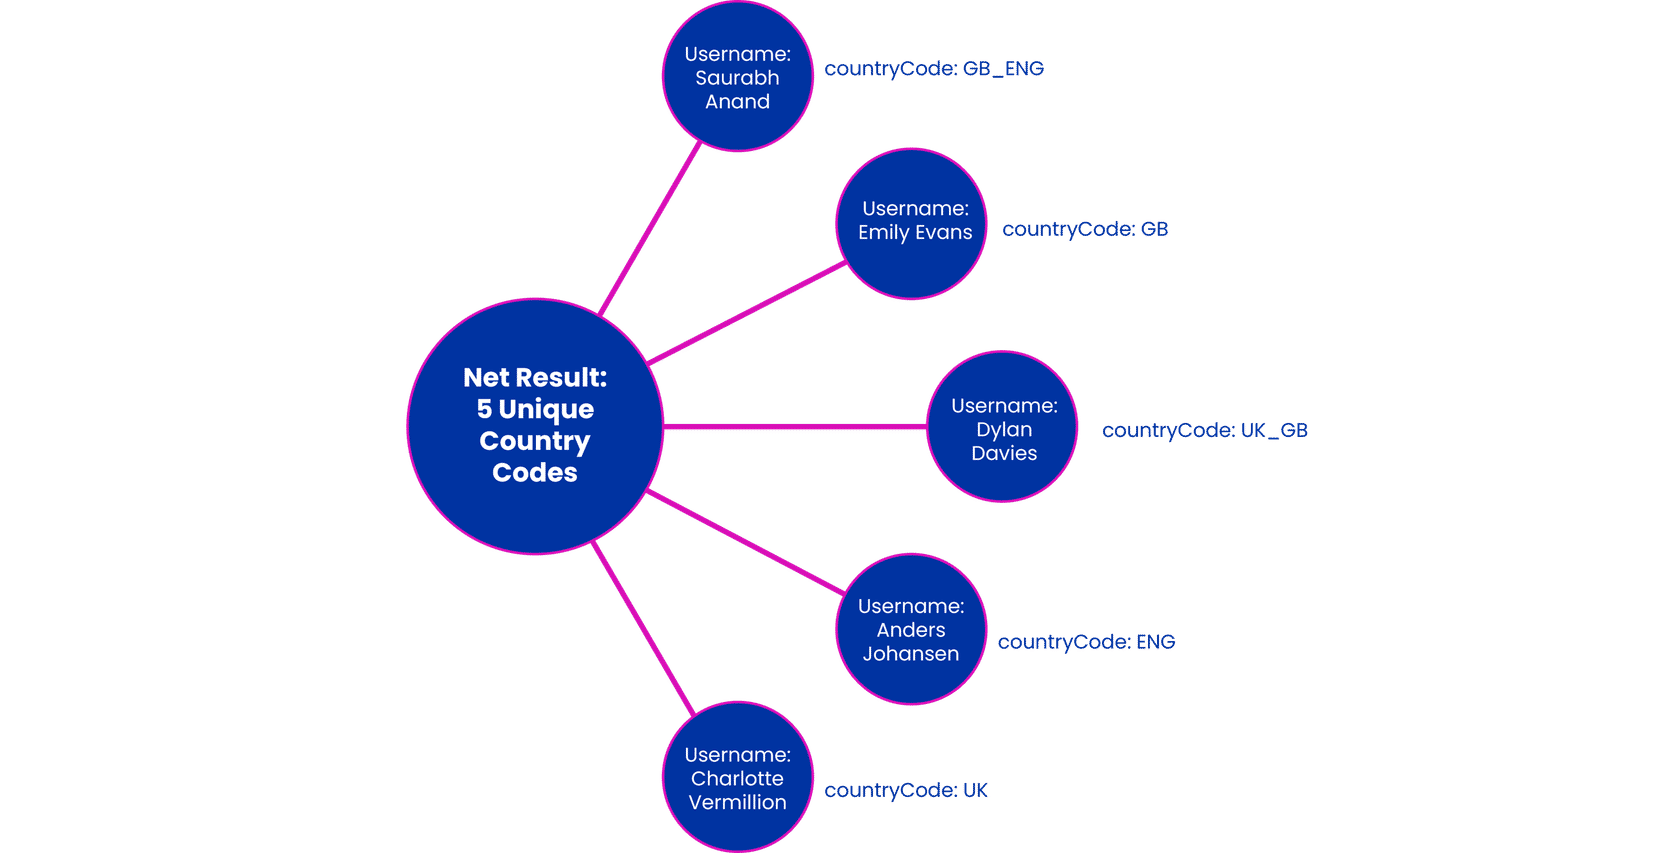 Username:
Saurabh
Anand
countryCode: GB_ENG
Username:
Emily Evans
countryCode: GB
Net Result:
5 Unique
Country
Codes
Username:
Dylan
Davies
countryCode: UK_GB
Username:
Anders
Johansen
countryCode: ENG
Username:
Charlotte
Vermillion
countryCode: UK